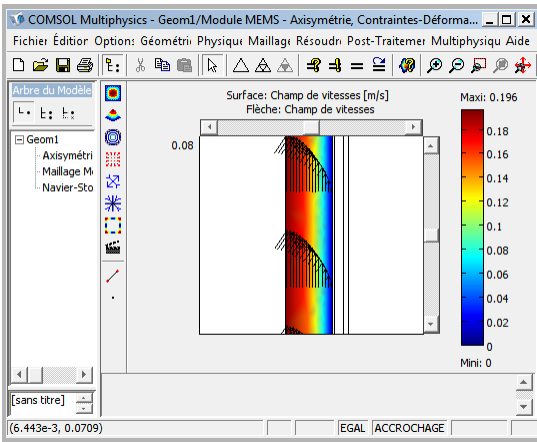 COMSOL Multiphysics - Geom1/Module MEMS - Axisymétrie, Contraintes-Déforma...
Fichier Édition Options Géométrie Physique Maillage Résoudre Post-Traitemer Multiphysiqu Aide
Arbre du Modèle
Geom1
Axisymétri
Maillage M
Navier-Sto
[sans titre]
Surface: Champ de vitesses [m/s]
Flèche: Champ de vitesses
0.08
Maxi: 0.196
0.18
0.16
0.14
0.12
0.1
0.08
0.06
0.04
0.02
0
Mini: 0
(6.443e-3, 0.0709)
EGAL
ACCROCHAGE